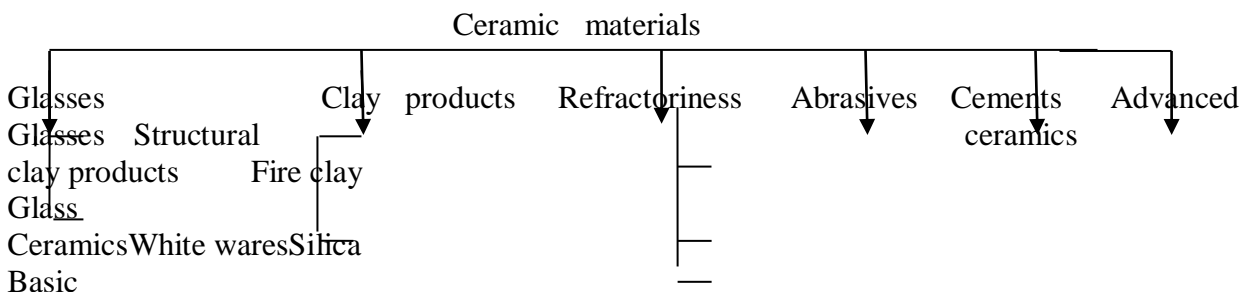 Ceramic materials
Glasses Clay products Refractoriness Abrasives Cements Advanced
Glasses Structural ceramics
clay products Fire clay
Glass
CeramicsWhite waresSilica
Basic